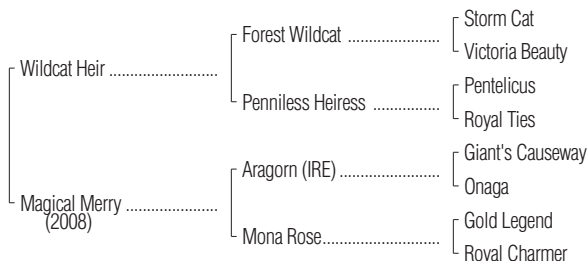 Storm Cat
Forest Wildcat ........................
Victoria Beauty
Wildcat Heir ............................
Pentelicus
Penniless Heiress .................
Royal Ties
Giant's Causeway
Aragorn (IRE) ..........................
Onaga
Magical Merry ........................
(2008)
Gold Legend
Mona Rose..............................
Royal Charmer